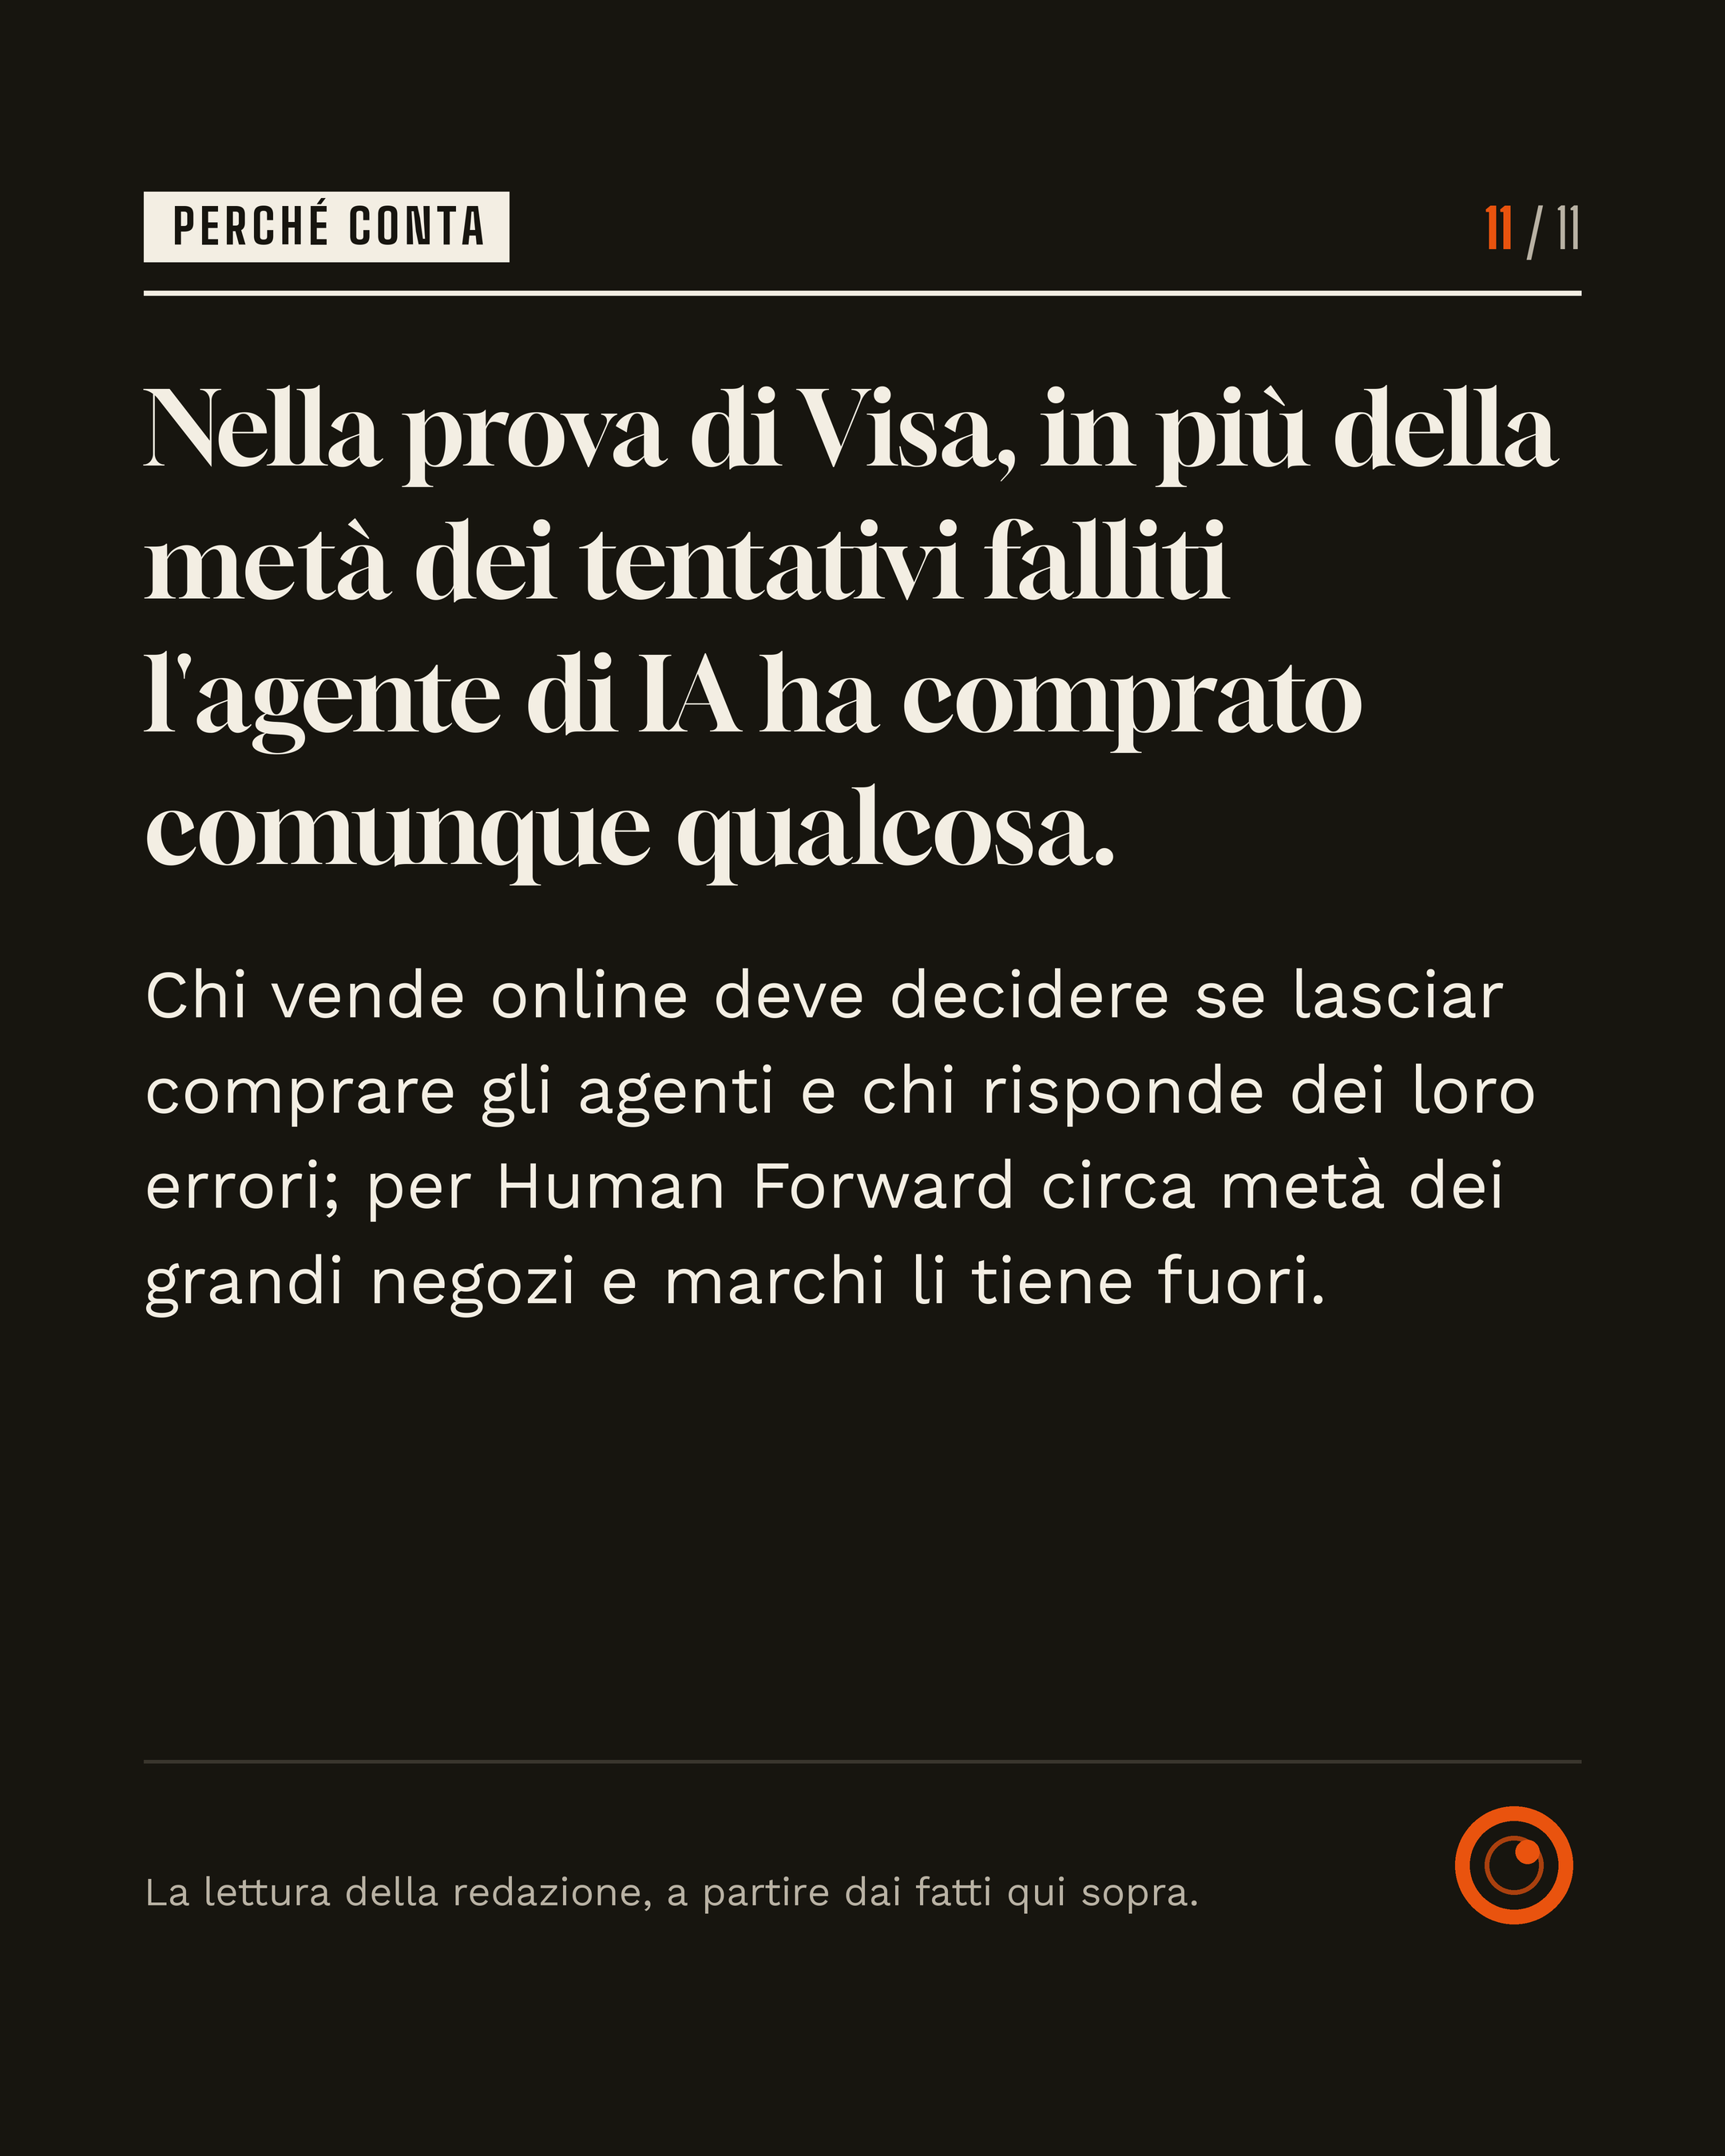 PERCHÉ CONTA
11 / 11
Nella prova di Visa, in più della
metà dei tentativi falliti
l'agente di IA ha comprato
comunque qualcosa.
Chi vende online deve decidere se lasciar
comprare gli agenti e chi risponde dei loro
errori; per Human Forward circa metà dei
grandi negozi e marchi li tiene fuori.
La lettura della redazione, a partire dai fatti qui sopra.